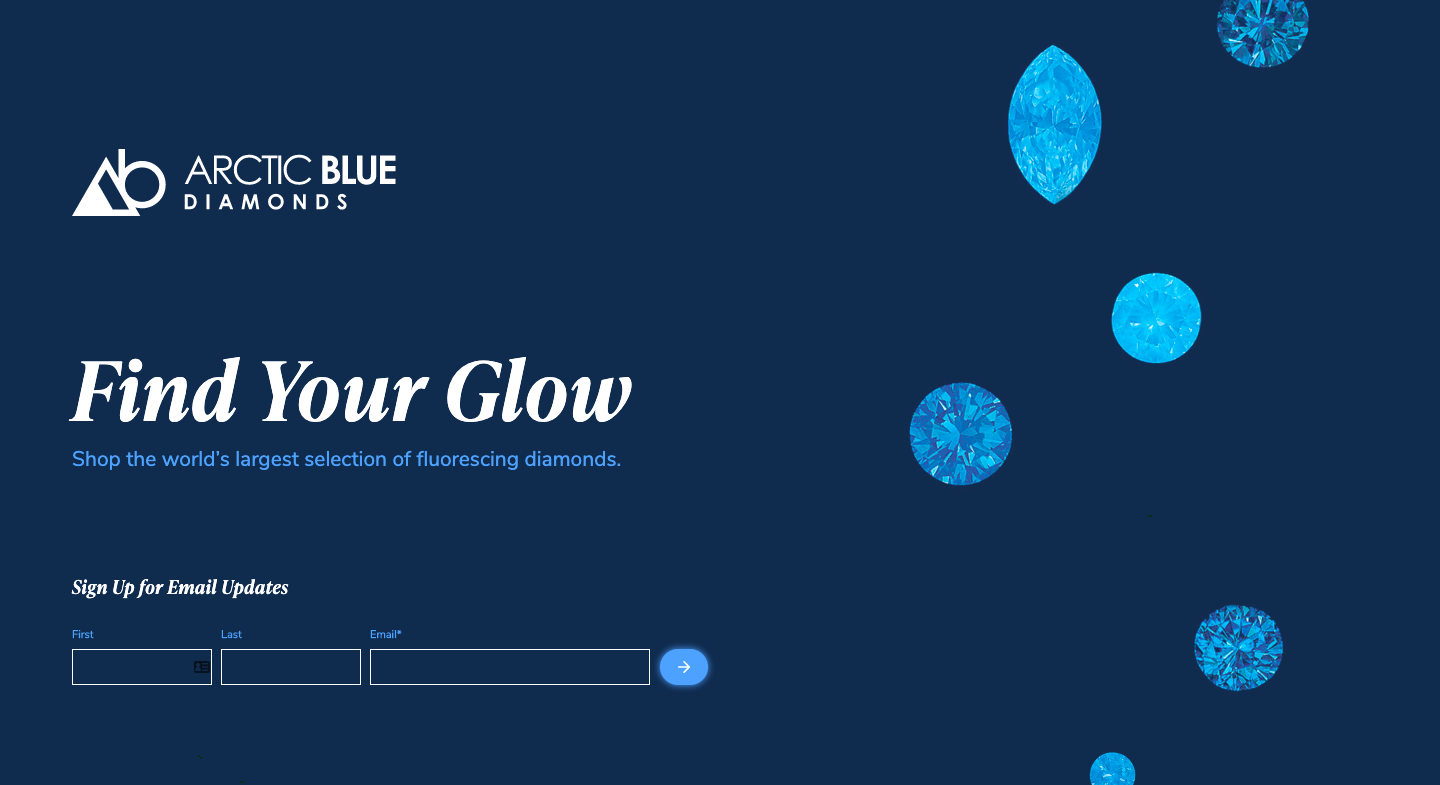 Ab ARCTIC BLUE
DIAMONDS
Find Your Glow
Shop the world's largest selection of fluorescing diamonds.
Sign Up for Email Updates
First Last Email*